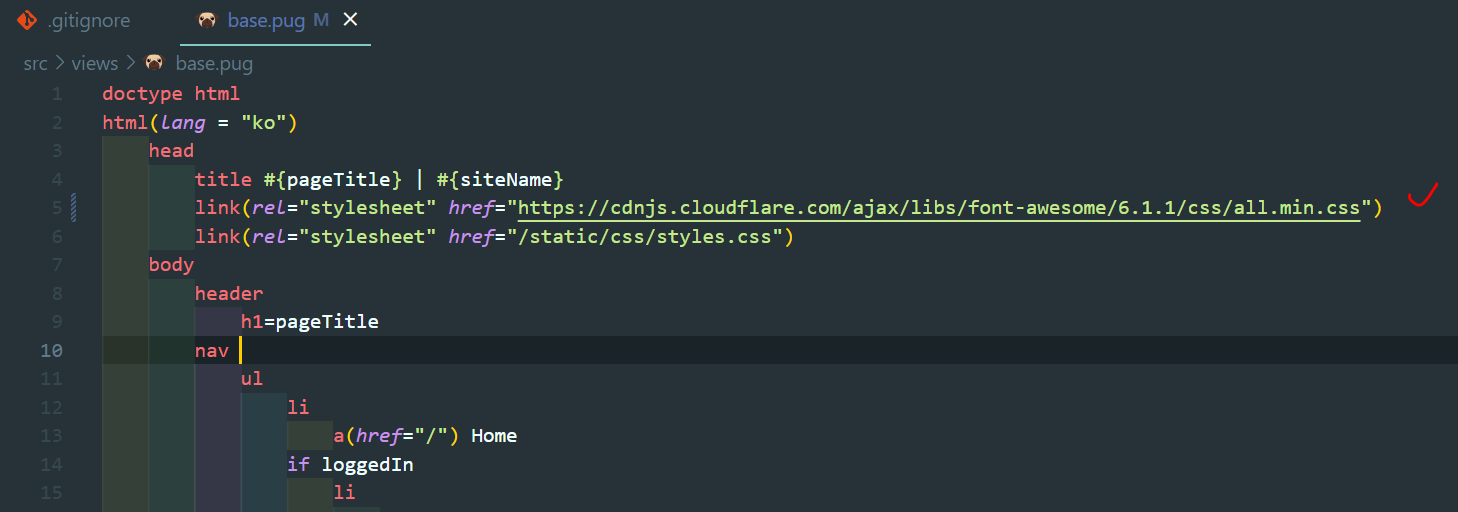 .gitignore base.pug M
src > views > base.pug
1 doctype html
2 html(lang = "ko")
3 head
4 title #{pageTitle} | #{siteName}
5 link(rel="stylesheet" href="https://cdnjs.cloudflare.com/ajax/libs/font-awesome/6.1.1/css/all.min.css")
6 link(rel="stylesheet" href="/static/css/styles.css")
7 body
8 header
9 h1=pageTitle
10 nav
11 ul
12 li
13 a(href="/") Home
14 if loggedIn
15 li